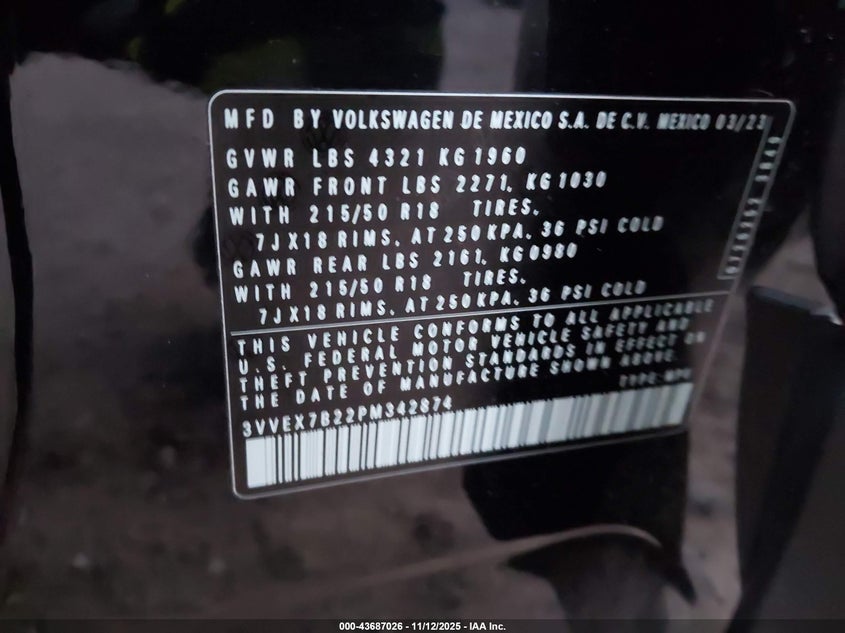 MFD BY VOLKSWAGEN DE MEXICO S.A. DE C.V. MEXICO 03/23
GVWR LBS 4321 KG 1960
GAWR FRONT LBS 2271, KG 1030
WITH 215/50 R18 TIRES,
7JX18 RIMS, AT 250 KPA, 36 PSI COLD
GAWR REAR LBS 2161, KG 0980
WITH 215/50 R18 TIRES,
7JX18 RIMS, AT 250 KPA, 36 PSI COLD
THIS VEHICLE CONFORMS TO ALL APPLICABLE
U.S. FEDERAL MOTOR VEHICLE SAFETY AND
THEFT PREVENTION STANDARDS IN EFFECT ON
THE DATE OF MANUFACTURE SHOWN ABOVE.
TYPE: MPV
3VVEX7B22PM342874
000-43687026 - 11/12/2025 - IAA Inc.